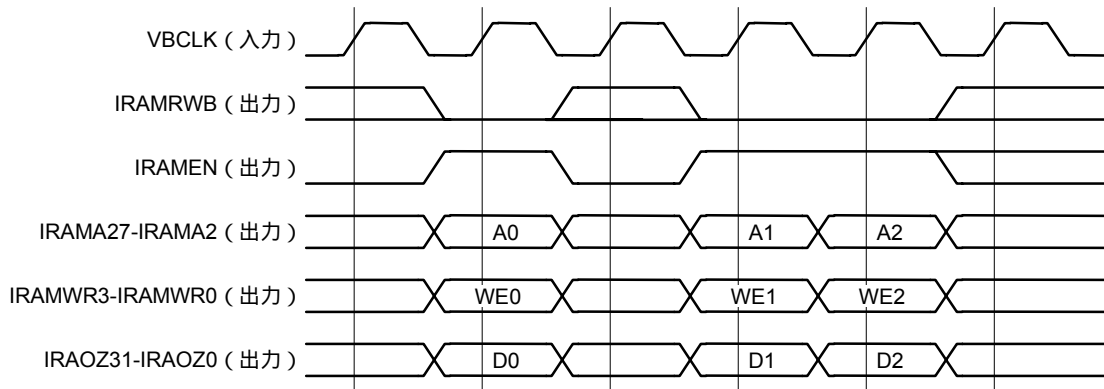 VBCLK（入力）
IRAMRWB（出力）
IRAMEN（出力）
IRAMA27-IRAMA2（出力） A0 A1 A2
IRAMWR3-IRAMWR0（出力） WE0 WE1 WE2
IRAOZ31-IRAOZ0（出力） D0 D1 D2